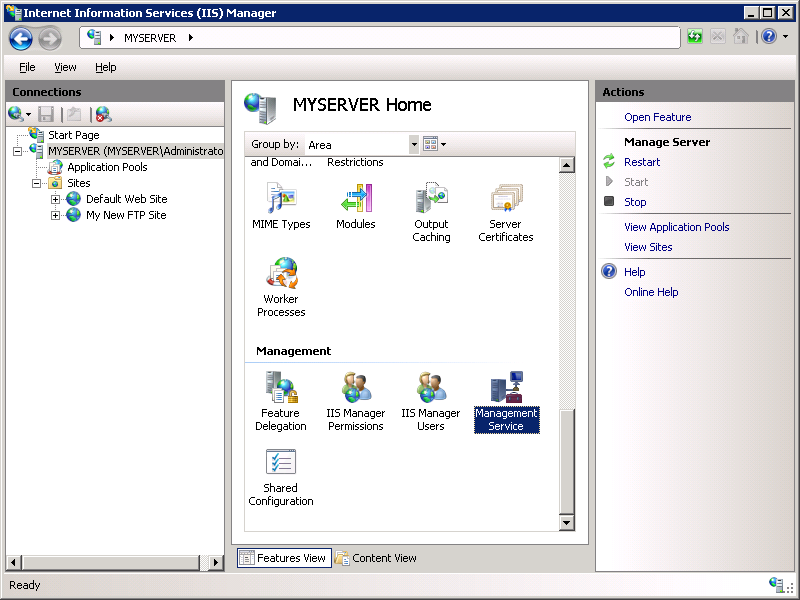 Internet Information Services (IIS) Manager
MYSERVER
File View Help
Connections
Start Page
MYSERVER (MYSERVER\Administrato
Application Pools
Sites
Default Web Site
My New FTP Site
MYSERVER Home
Group by: Area
and Domai... Restrictions
MIME Types Modules Output Caching Server Certificates
Worker
Processes
Management
Feature Delegation IIS Manager Permissions IIS Manager Users Management Service
Shared
Configuration
Features View Content View
Actions
Open Feature
Manage Server
Restart
Start
Stop
View Application Pools
View Sites
Help
Online Help
Ready